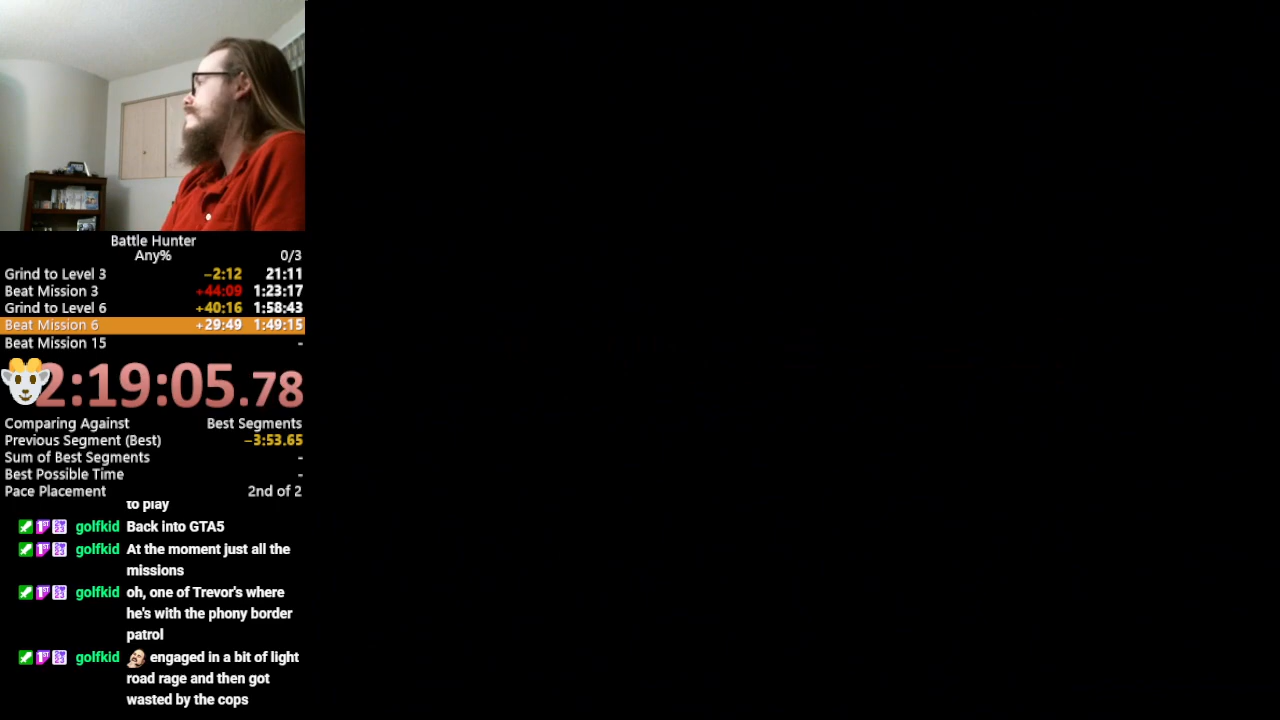 Battle Hunter
Any% 0/3
Grind to Level 3 −2:12 21:11
Beat Mission 3 +44:09 1:23:17
Grind to Level 6 +40:16 1:58:43
Beat Mission 6 +29:49 1:49:15
Beat Mission 15 -
2:19:05.78
Comparing Against Best Segments
Previous Segment (Best) −3:53.65
Sum of Best Segments -
Best Possible Time -
Pace Placement 2nd of 2
to play
golfkid Back into GTA5
golfkid At the moment just all the
missions
golfkid oh, one of Trevor's where
he's with the phony border
patrol
golfkid engaged in a bit of light
road rage and then got
wasted by the cops